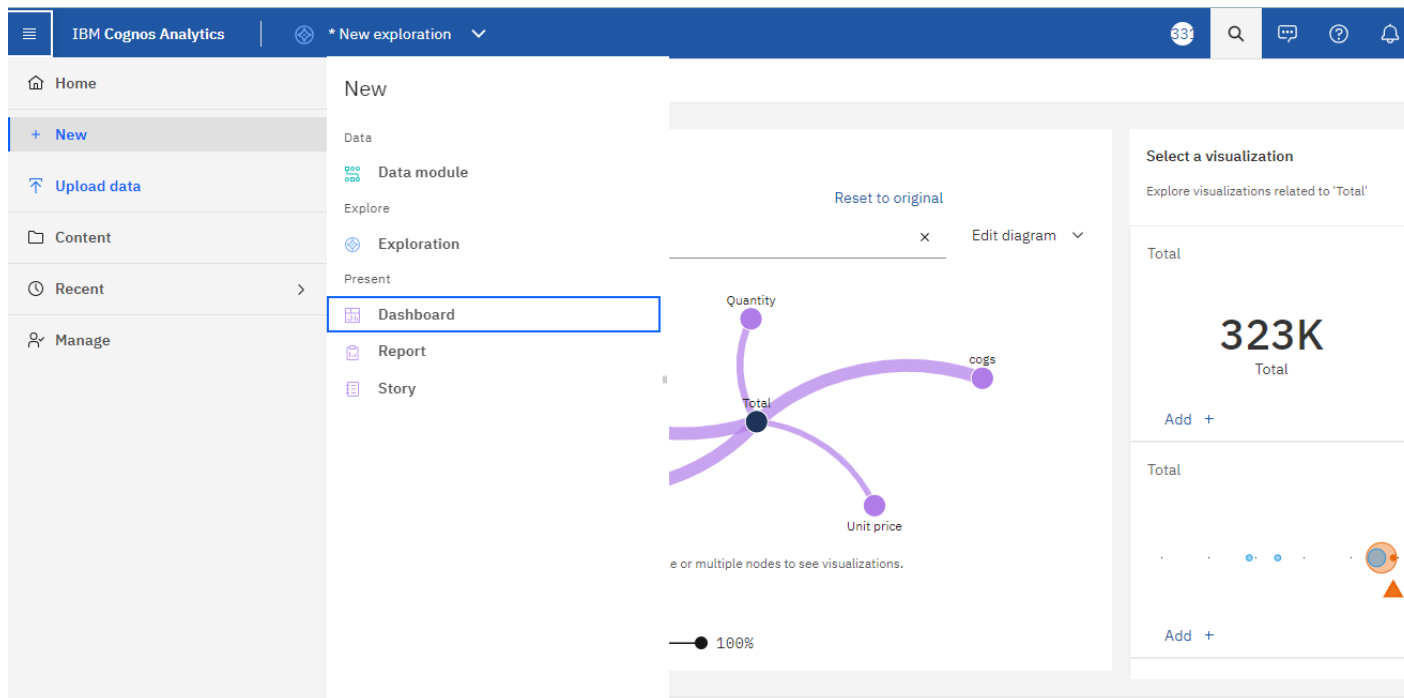 IBM Cognos Analytics
* New exploration
331
Home
New
Upload data
Content
Recent
Manage
New
Data
Data module
Explore
Exploration
Present
Dashboard
Report
Story
Reset to original
Edit diagram
Quantity
cogs
Total
Unit price
e or multiple nodes to see visualizations.
100%
Select a visualization
Explore visualizations related to 'Total'
Total
323K
Total
Add +
Total
Add +